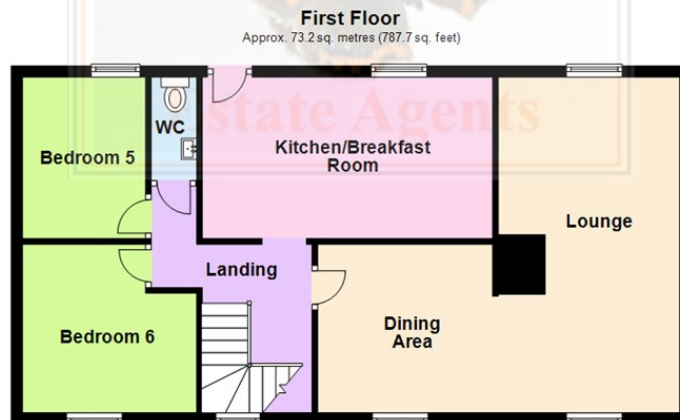 First Floor
Approx. 73.2 sq. metres (787.7 sq. feet)
Estate Agents
WC
Bedroom 5
Kitchen/Breakfast
Room
Lounge
Landing
Bedroom 6
Dining
Area